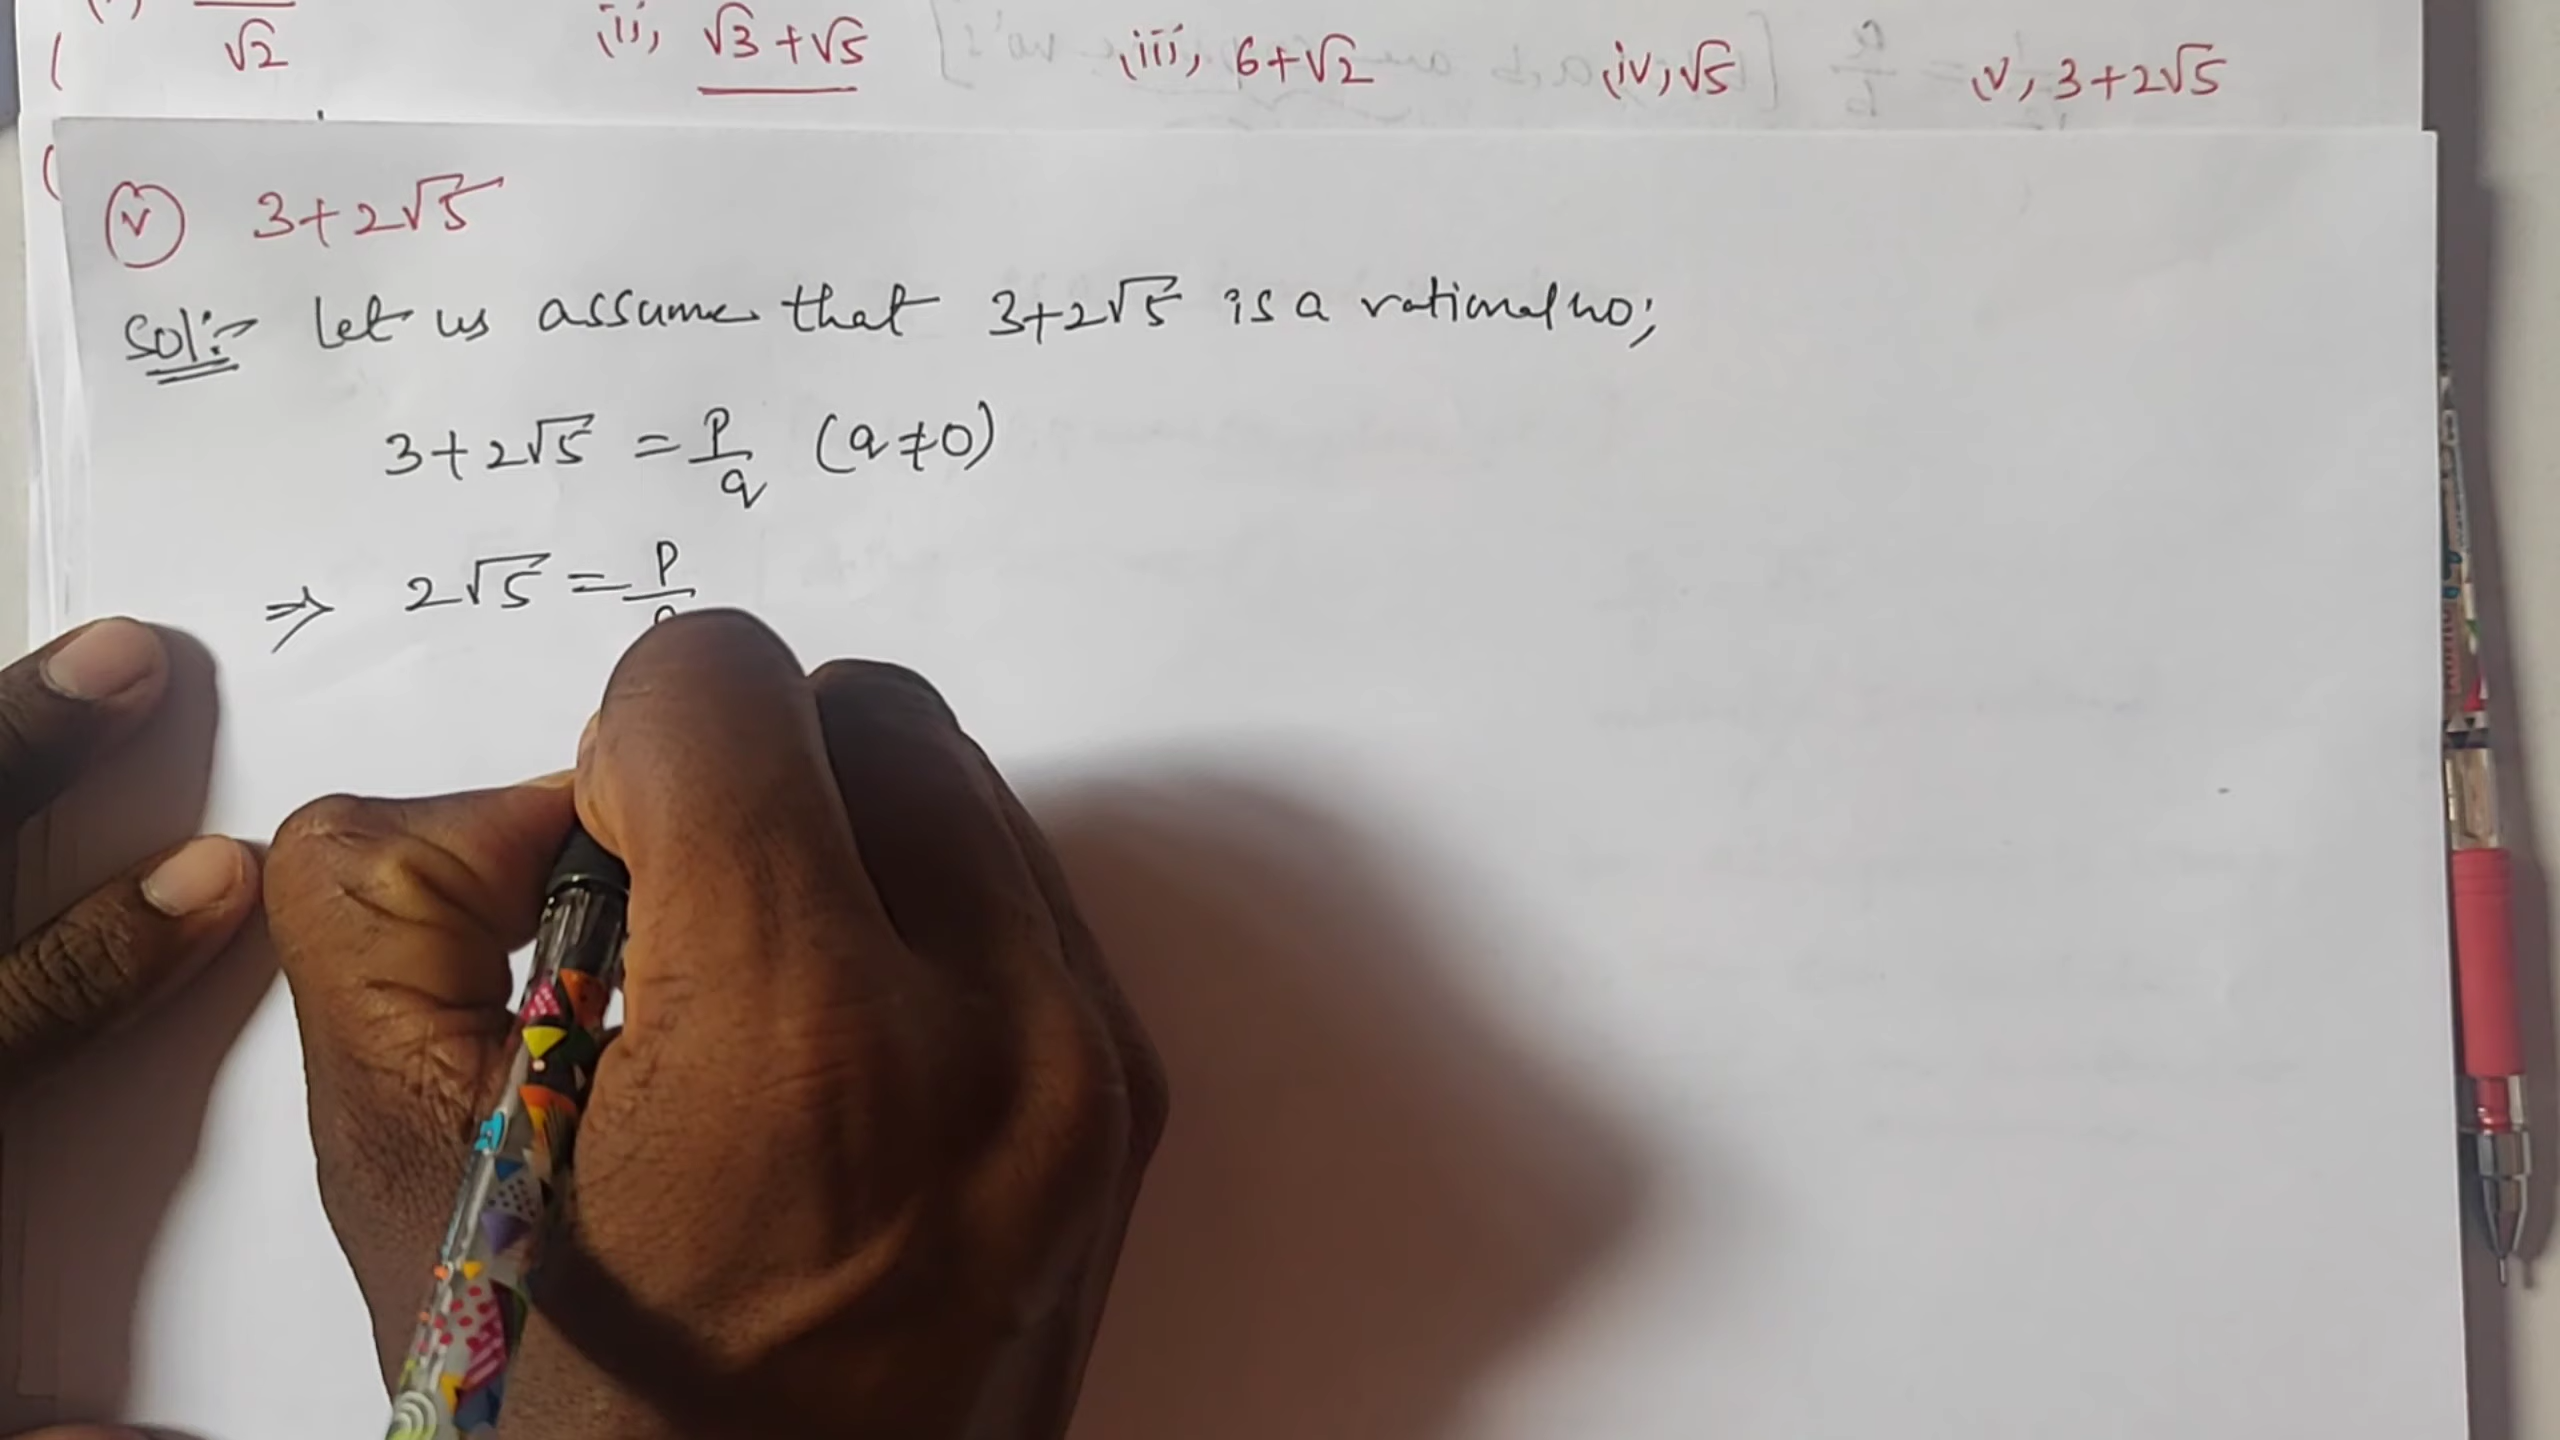 √2 (ii) √3+√5 (iii) 6+√2 (iv) √5 (v) 3+2√5
(v) 3+2√5
Sol:- Let us assume that 3+2√5 is a rational no;
3+2√5 = P/q (q≠0)
⇒ 2√5 = P/